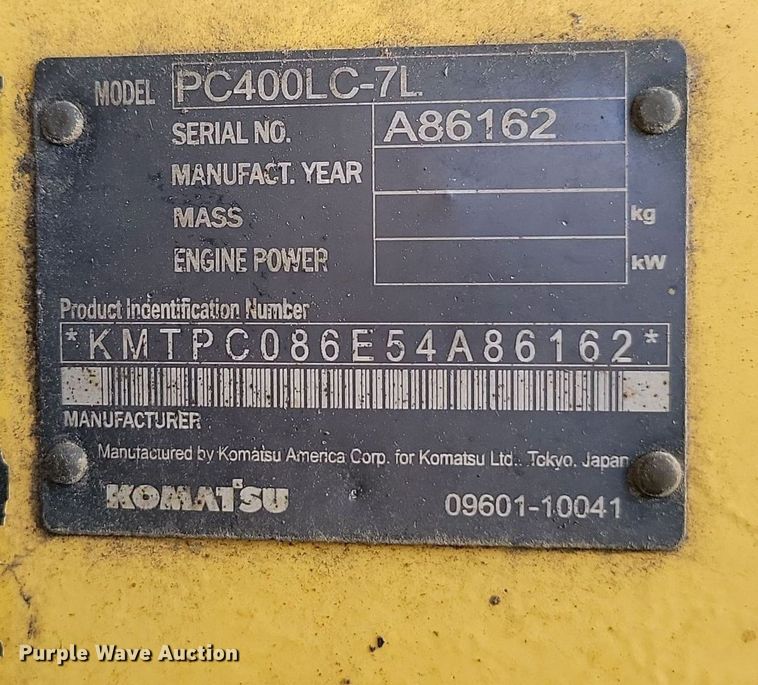 MODEL PC400LC-7L
SERIAL NO. A86162
MANUFACT. YEAR
MASS kg
ENGINE POWER kW
Product Indentification Number
*KMTPC086E54A86162*
MANUFACTURER
Manufactured by Komatsu America Corp. for Komatsu Ltd., Tokyo, Japan
KOMATSU 09601-10041
Purple Wave Auction